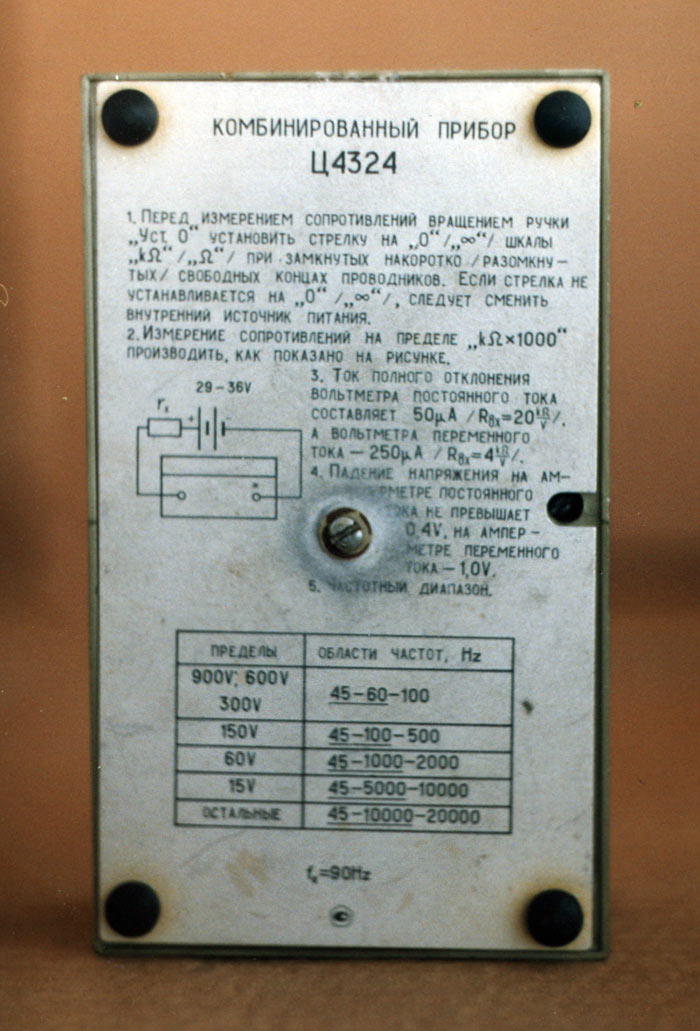 КОМБИНИРОВАННЫЙ ПРИБОР
Ц4324
1. ПЕРЕД ИЗМЕРЕНИЕМ СОПРОТИВЛЕНИЙ ВРАЩЕНИЕМ РУЧКИ
„УСТ. 0“ УСТАНОВИТЬ СТРЕЛКУ НА „0“/„∞“/ ШКАЛЫ
„kΩ“/„Ω“/ ПРИ ЗАМКНУТЫХ НАКОРОТКО /РАЗОМКНУ-
ТЫХ/ СВОБОДНЫХ КОНЦАХ ПРОВОДНИКОВ. ЕСЛИ СТРЕЛКА НЕ
УСТАНАВЛИВАЕТСЯ НА „0“ /„∞“/, СЛЕДУЕТ СМЕНИТЬ
ВНУТРЕННИЙ ИСТОЧНИК ПИТАНИЯ.
2. ИЗМЕРЕНИЕ СОПРОТИВЛЕНИЙ НА ПРЕДЕЛЕ „kΩ×1000“
ПРОИЗВОДИТЬ, КАК ПОКАЗАНО НА РИСУНКЕ.
29-36V
rₓ
+ -
*
3. ТОК ПОЛНОГО ОТКЛОНЕНИЯ
ВОЛЬТМЕТРА ПОСТОЯННОГО ТОКА
СОСТАВЛЯЕТ 50μA /Rвх=20 kΩ/V/.
А ВОЛЬТМЕТРА ПЕРЕМЕННОГО
ТОКА – 250μA /Rвх=4 kΩ/V/.
4. ПАДЕНИЕ НАПРЯЖЕНИЯ НА АМ-
МЕТРЕ ПОСТОЯННОГО
ОКА НЕ ПРЕВЫШАЕТ
0,4V, НА АМПЕР-
МЕТРЕ ПЕРЕМЕННОГО
ТОКА – 1,0V.
5. ЧАСТОТНЫЙ ДИАПАЗОН.
ПРЕДЕЛЫ ОБЛАСТИ ЧАСТОТ, Hz
900V; 600V
300V 45-60-100
150V 45-100-500
60V 45-1000-2000
15V 45-5000-10000
ОСТАЛЬНЫЕ 45-10000-20000
fₓ=90Hz